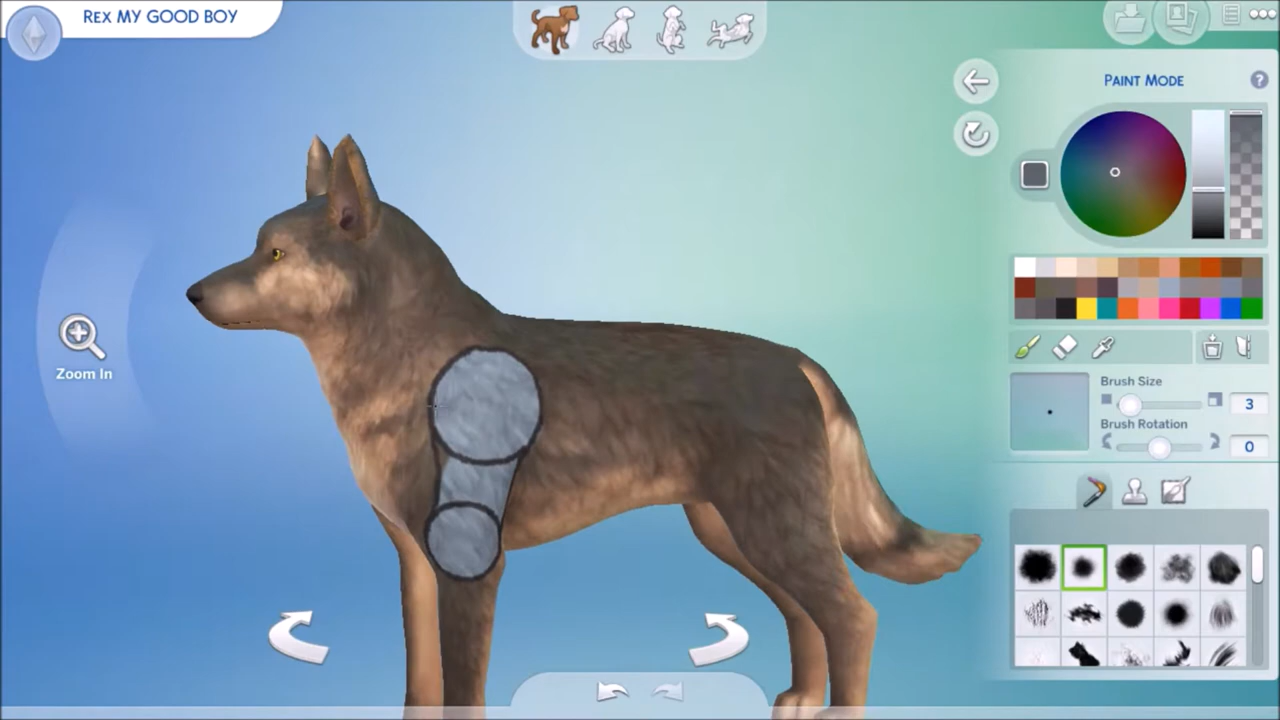 Rex MY GOOD BOY
Paint Mode
?
Zoom In
Brush Size
3
Brush Rotation
0